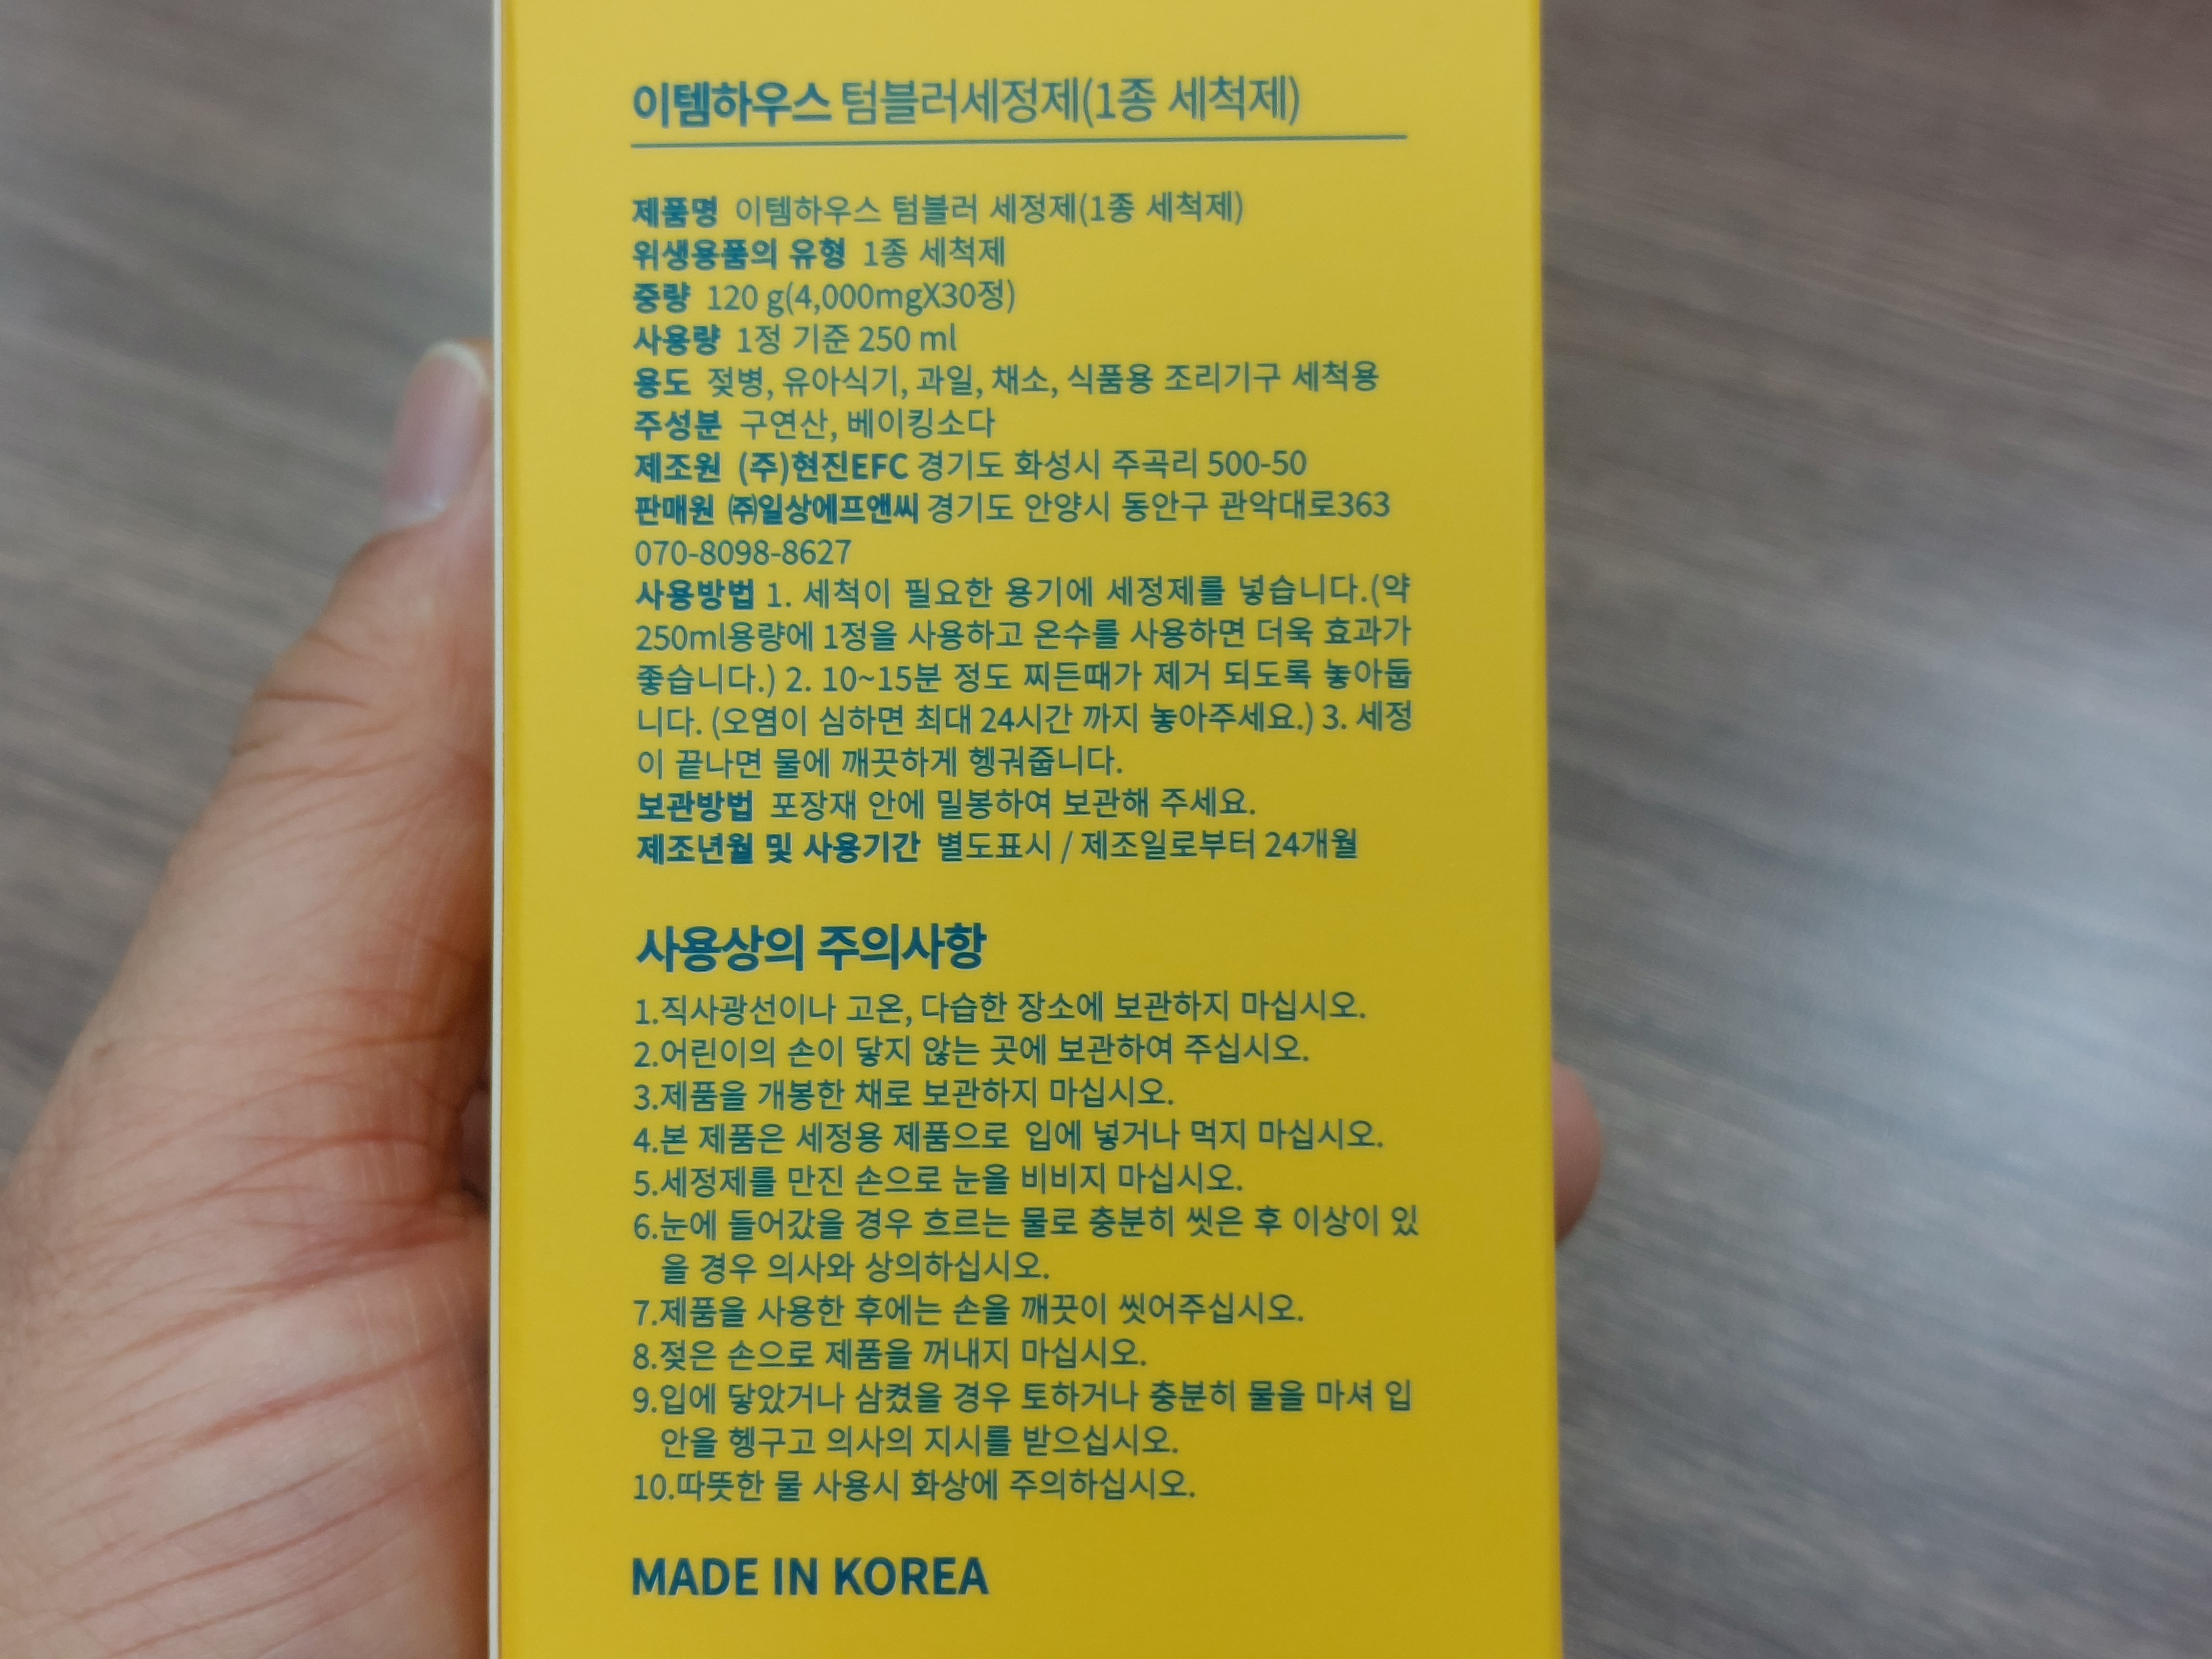 이템하우스 텀블러세정제(1종 세척제)
제품명 이템하우스 텀블러 세정제(1종 세척제)
위생용품의 유형 1종 세척제
중량 120 g(4,000mgX30정)
사용량 1정 기준 250 ml
용도 젖병, 유아식기, 과일, 채소, 식품용 조리기구 세척용
주성분 구연산, 베이킹소다
제조원 (주)현진EFC 경기도 화성시 주곡리 500-50
판매원 ㈜일상에프앤씨 경기도 안양시 동안구 관악대로363
070-8098-8627
사용방법 1. 세척이 필요한 용기에 세정제를 넣습니다.(약
250ml용량에 1정을 사용하고 온수를 사용하면 더욱 효과가
좋습니다.) 2. 10~15분 정도 찌든때가 제거 되도록 놓아둡
니다. (오염이 심하면 최대 24시간 까지 놓아주세요.) 3. 세정
이 끝나면 물에 깨끗하게 헹궈줍니다.
보관방법 포장재 안에 밀봉하여 보관해 주세요.
제조년월 및 사용기간 별도표시 / 제조일로부터 24개월
사용상의 주의사항
1.직사광선이나 고온, 다습한 장소에 보관하지 마십시오.
2.어린이의 손이 닿지 않는 곳에 보관하여 주십시오.
3.제품을 개봉한 채로 보관하지 마십시오.
4.본 제품은 세정용 제품으로 입에 넣거나 먹지 마십시오.
5.세정제를 만진 손으로 눈을 비비지 마십시오.
6.눈에 들어갔을 경우 흐르는 물로 충분히 씻은 후 이상이 있
을 경우 의사와 상의하십시오.
7.제품을 사용한 후에는 손을 깨끗이 씻어주십시오.
8.젖은 손으로 제품을 꺼내지 마십시오.
9.입에 닿았거나 삼켰을 경우 토하거나 충분히 물을 마셔 입
안을 헹구고 의사의 지시를 받으십시오.
10.따뜻한 물 사용시 화상에 주의하십시오.
MADE IN KOREA